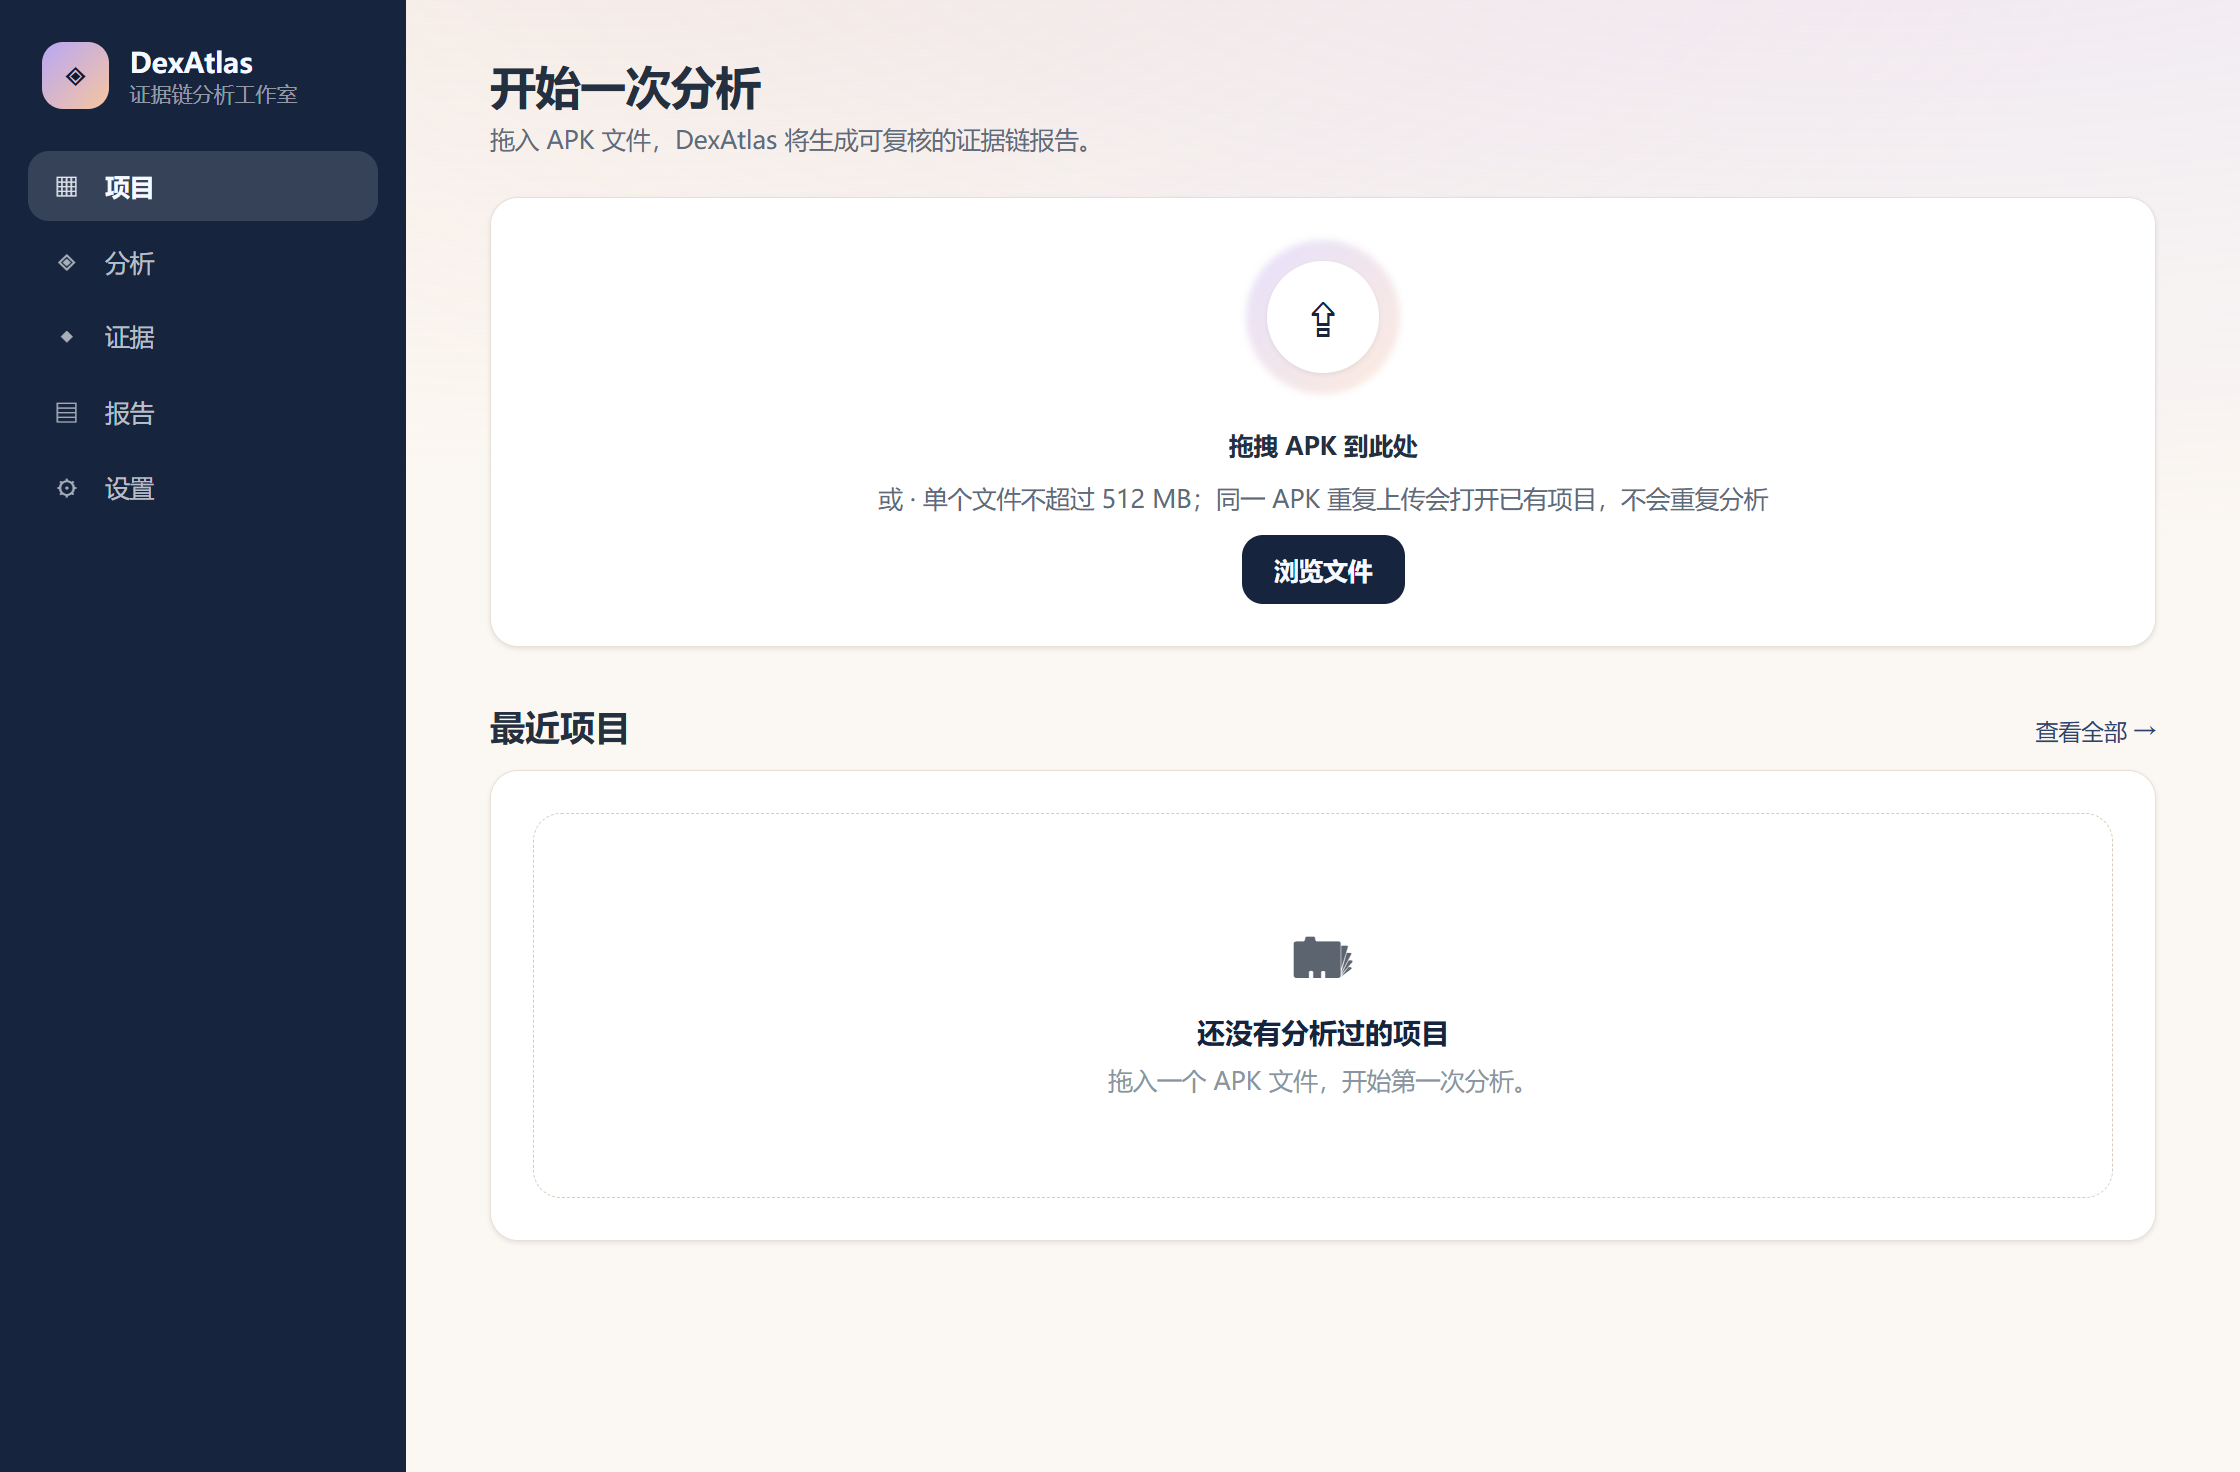 DexAtlas
证据链分析工作室
项目
分析
证据
报告
设置
开始一次分析
拖入 APK 文件，DexAtlas 将生成可复核的证据链报告。
拖拽 APK 到此处
或 · 单个文件不超过 512 MB；同一 APK 重复上传会打开已有项目，不会重复分析
浏览文件
最近项目
查看全部 →
还没有分析过的项目
拖入一个 APK 文件，开始第一次分析。